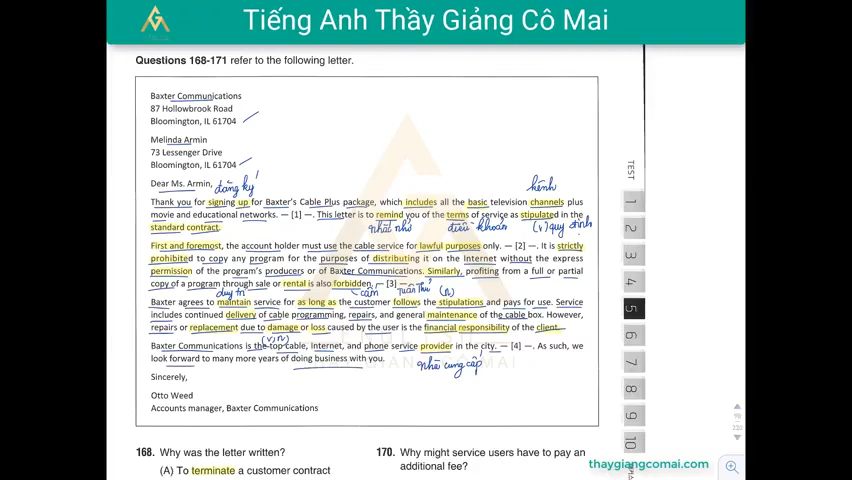 Tiếng Anh Thầy Giảng Cô Mai
Questions 168-171 refer to the following letter.
Baxter Communications
87 Hollowbrook Road
Bloomington, IL 61704
Melinda Armin
73 Lessenger Drive
Bloomington, IL 61704
Dear Ms. Armin,
đăng ký
kênh
Thank you for signing up for Baxter's Cable Plus package, which includes all the basic television channels plus
movie and educational networks. — [1] —. This letter is to remind you of the terms of service as stipulated in the
standard contract.
nhắc nhở
điều khoản
(v) quy định
First and foremost, the account holder must use the cable service for lawful purposes only. — [2] —. It is strictly
prohibited to copy any program for the purposes of distributing it on the Internet without the express
permission of the program's producers or of Baxter Communications. Similarly, profiting from a full or partial
copy of a program through sale or rental is also forbidden. — [3] —.
duy trì
cấm
tuân thủ
(n)
Baxter agrees to maintain service for as long as the customer follows the stipulations and pays for use. Service
includes continued delivery of cable programming, repairs, and general maintenance of the cable box. However,
repairs or replacement due to damage or loss caused by the user is the financial responsibility of the client.
Baxter Communications is the top cable, Internet, and phone service provider in the city. — [4] —. As such, we
look forward to many more years of doing business with you.
nhà cung cấp
Sincerely,
Otto Weed
Accounts manager, Baxter Communications
168. Why was the letter written?
(A) To terminate a customer contract
170. Why might service users have to pay an
additional fee?
TEST
1
2
3
4
5
6
7
8
9
10
thaygiangcomai.com